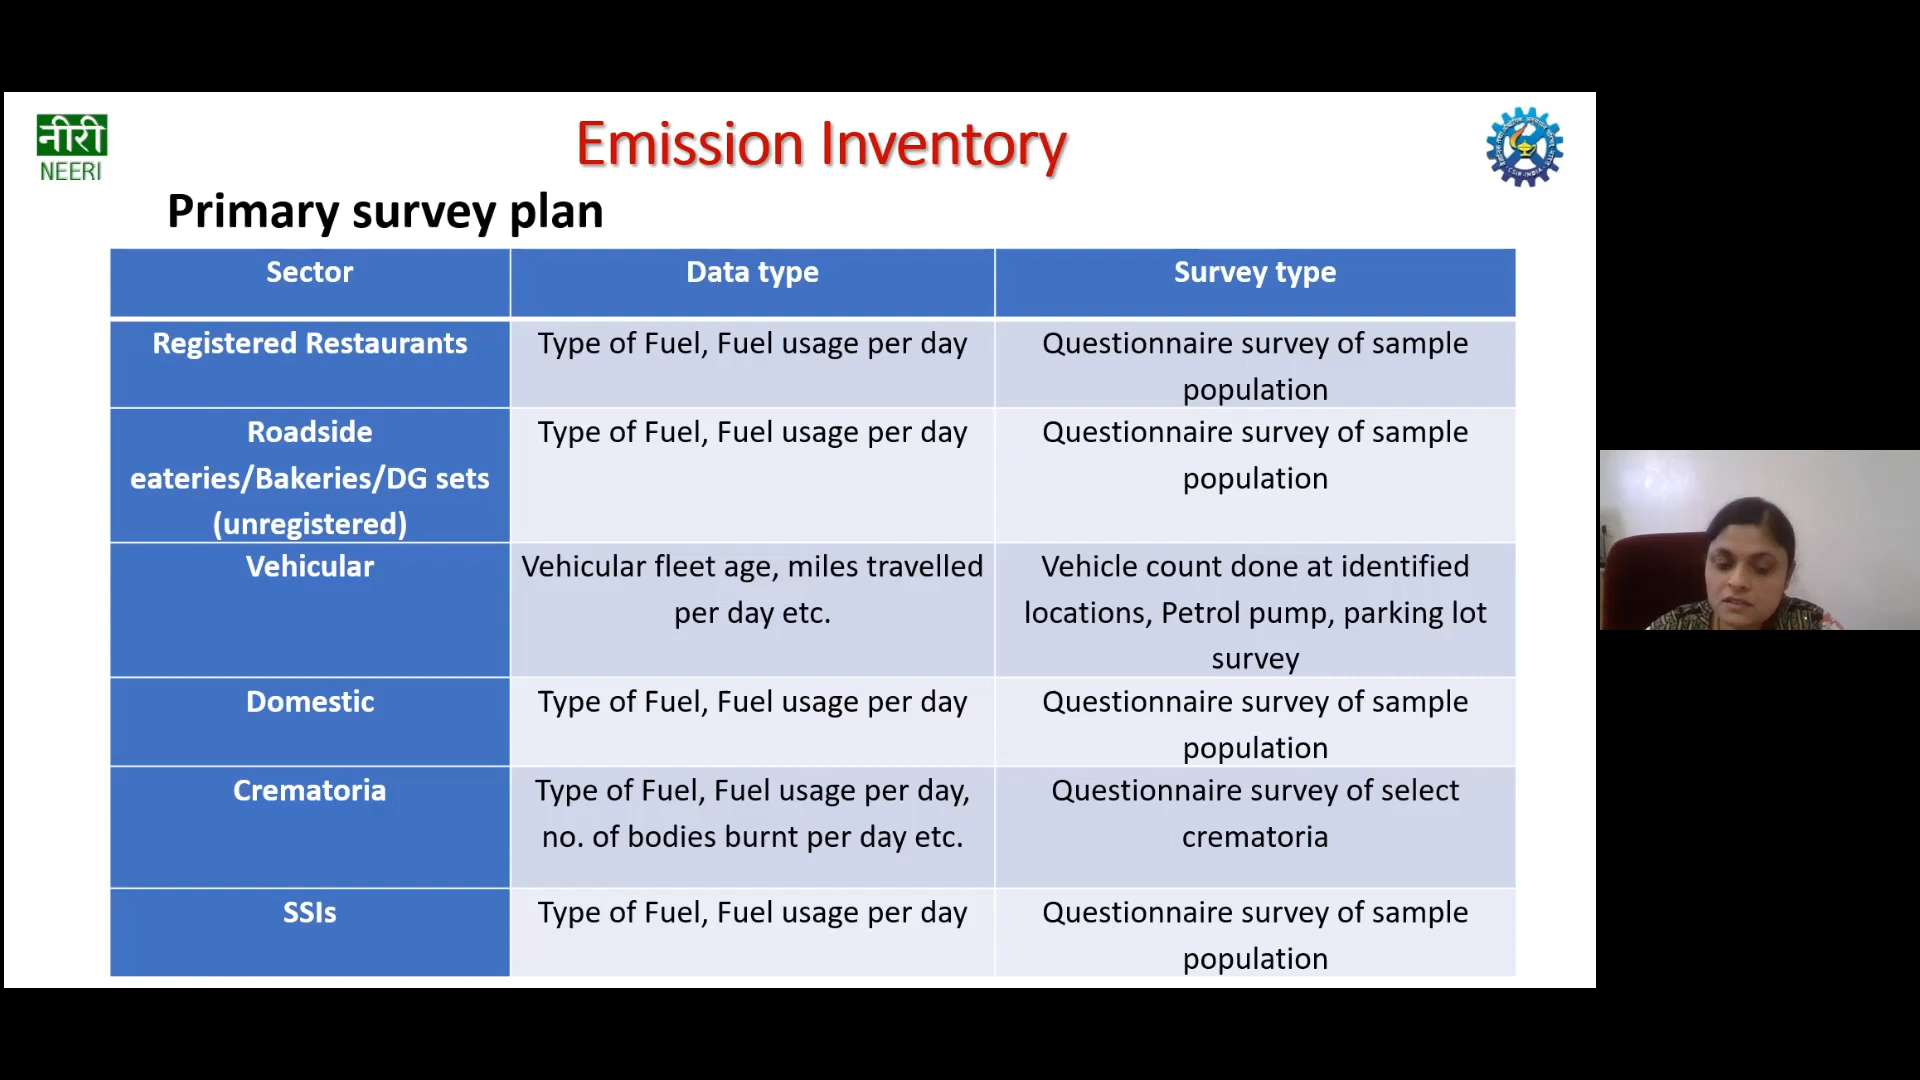 नीरी
NEERI
Emission Inventory
CSIR-INDIA
Primary survey plan
Sector
Data type
Survey type
Registered Restaurants
Type of Fuel, Fuel usage per day
Questionnaire survey of sample
population
Roadside
eateries/Bakeries/DG sets
(unregistered)
Type of Fuel, Fuel usage per day
Questionnaire survey of sample
population
Vehicular
Vehicular fleet age, miles travelled
per day etc.
Vehicle count done at identified
locations, Petrol pump, parking lot
survey
Domestic
Type of Fuel, Fuel usage per day
Questionnaire survey of sample
population
Crematoria
Type of Fuel, Fuel usage per day,
no. of bodies burnt per day etc.
Questionnaire survey of select
crematoria
SSIs
Type of Fuel, Fuel usage per day
Questionnaire survey of sample
population